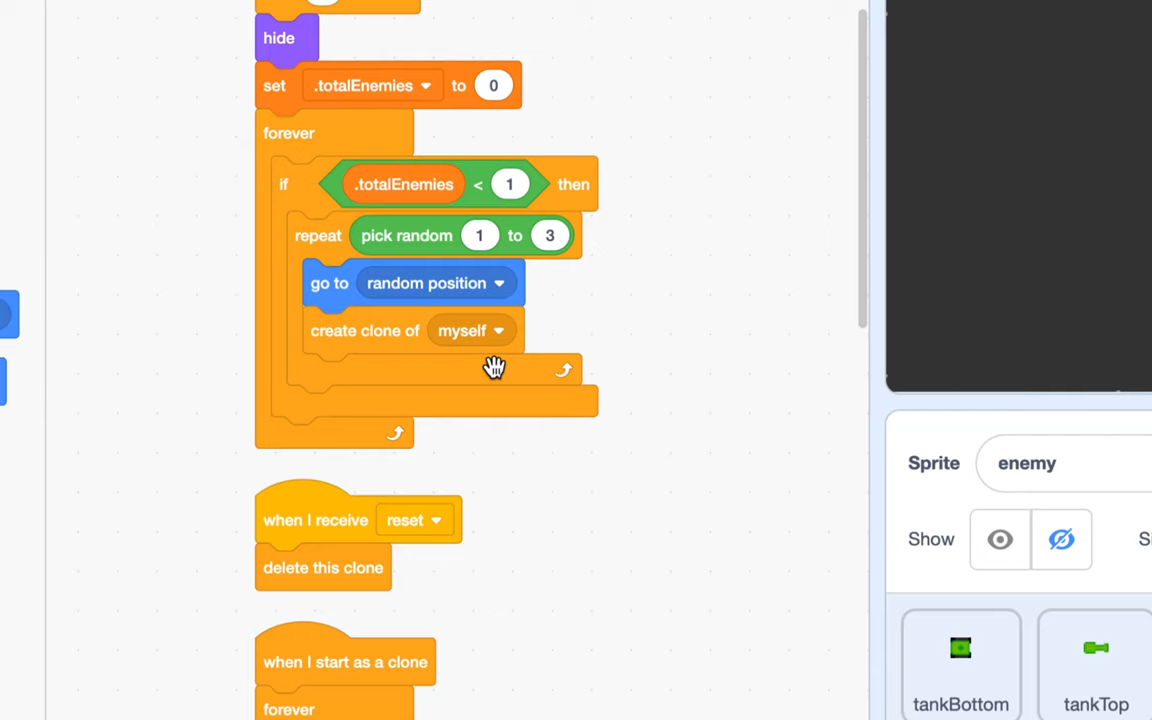 hide
set .totalEnemies to 0
forever
if .totalEnemies < 1 then
repeat pick random 1 to 3
go to random position
create clone of myself
when I receive reset
delete this clone
when I start as a clone
forever
Sprite enemy
Show
tankBottom tankTop